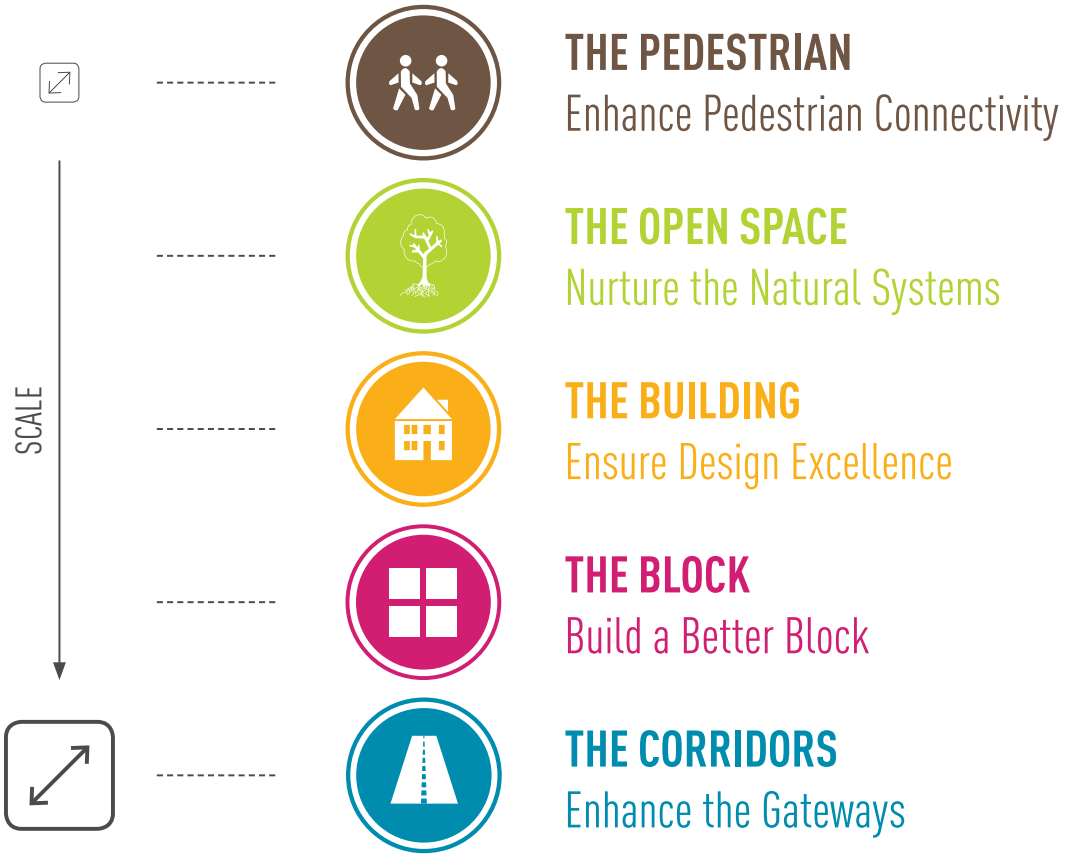 THE PEDESTRIAN
Enhance Pedestrian Connectivity
THE OPEN SPACE
Nurture the Natural Systems
SCALE
THE BUILDING
Ensure Design Excellence
THE BLOCK
Build a Better Block
THE CORRIDORS
Enhance the Gateways